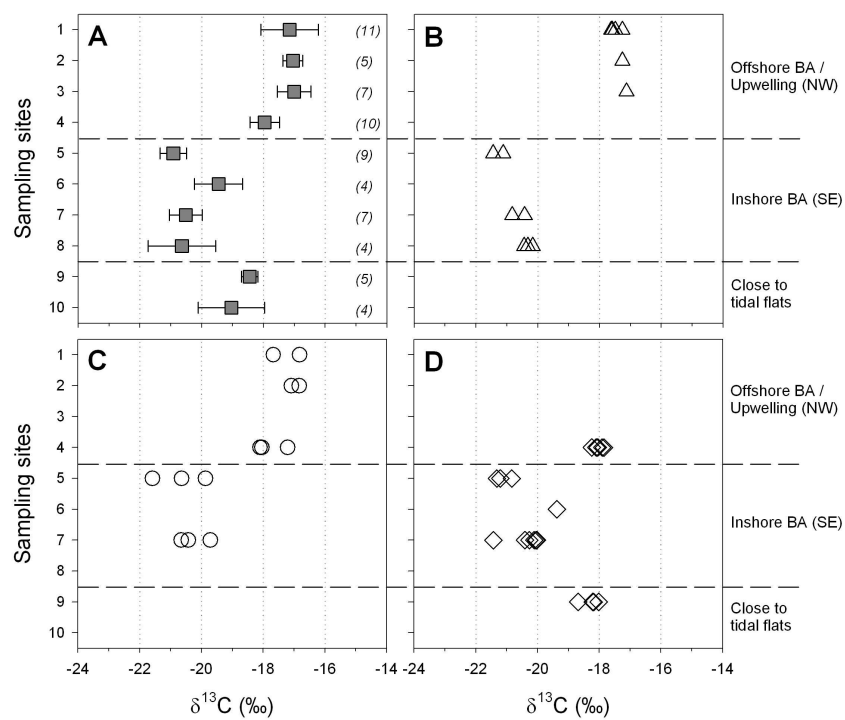 A
B
Sampling sites
1
2
3
4
5
6
7
8
9
10
(11)
(5)
(7)
(10)
(9)
(4)
(7)
(4)
(5)
(4)
Offshore BA /
Upwelling (NW)
Inshore BA (SE)
Close to
tidal flats
C
D
Sampling sites
1
2
3
4
5
6
7
8
9
10
Offshore BA /
Upwelling (NW)
Inshore BA (SE)
Close to
tidal flats
-24 -22 -20 -18 -16 -14 -24 -22 -20 -18 -16 -14
δ¹³C (‰) δ¹³C (‰)